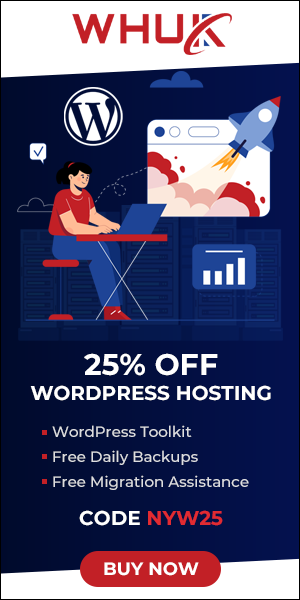 WHUK
W
25% OFF
WORDPRESS HOSTING
WordPress Toolkit
Free Daily Backups
Free Migration Assistance
CODE NYW25
BUY NOW